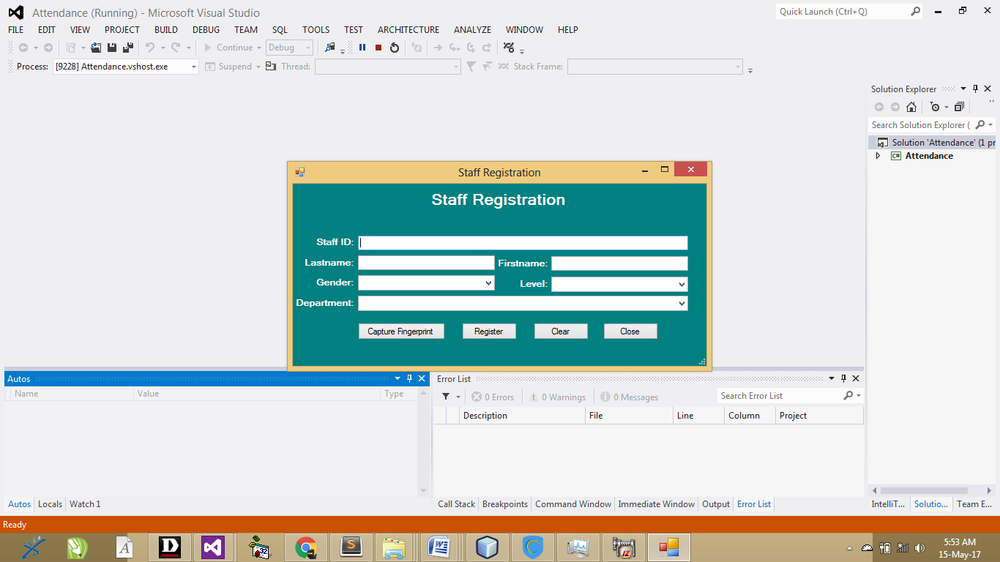 Attendance (Running) - Microsoft Visual Studio
Quick Launch (Ctrl+Q)
FILE EDIT VIEW PROJECT BUILD DEBUG TEAM SQL TOOLS TEST ARCHITECTURE ANALYZE WINDOW HELP
Continue Debug
Process: [9228] Attendance.vshost.exe Suspend Thread: Stack Frame:
Solution Explorer
Search Solution Explorer (
Solution 'Attendance' (1 pr
C# Attendance
Staff Registration
Staff Registration
Staff ID:
Lastname: Firstname:
Gender: Level:
Department:
Capture Fingerprint Register Clear Close
Autos
Name Value Type
Error List
0 Errors 0 Warnings 0 Messages Search Error List
Description File Line Column Project
Autos Locals Watch 1
Call Stack Breakpoints Command Window Immediate Window Output Error List
IntelliT... Solutio... Team E...
Ready
A D 32 S W
5:53 AM
15-May-17